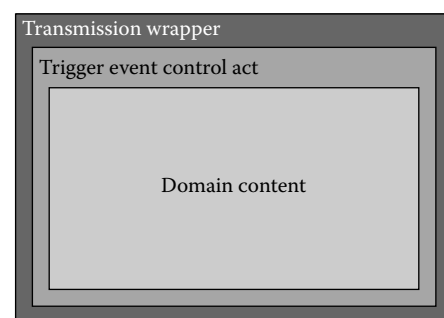 Transmission wrapper
Trigger event control act
Domain content